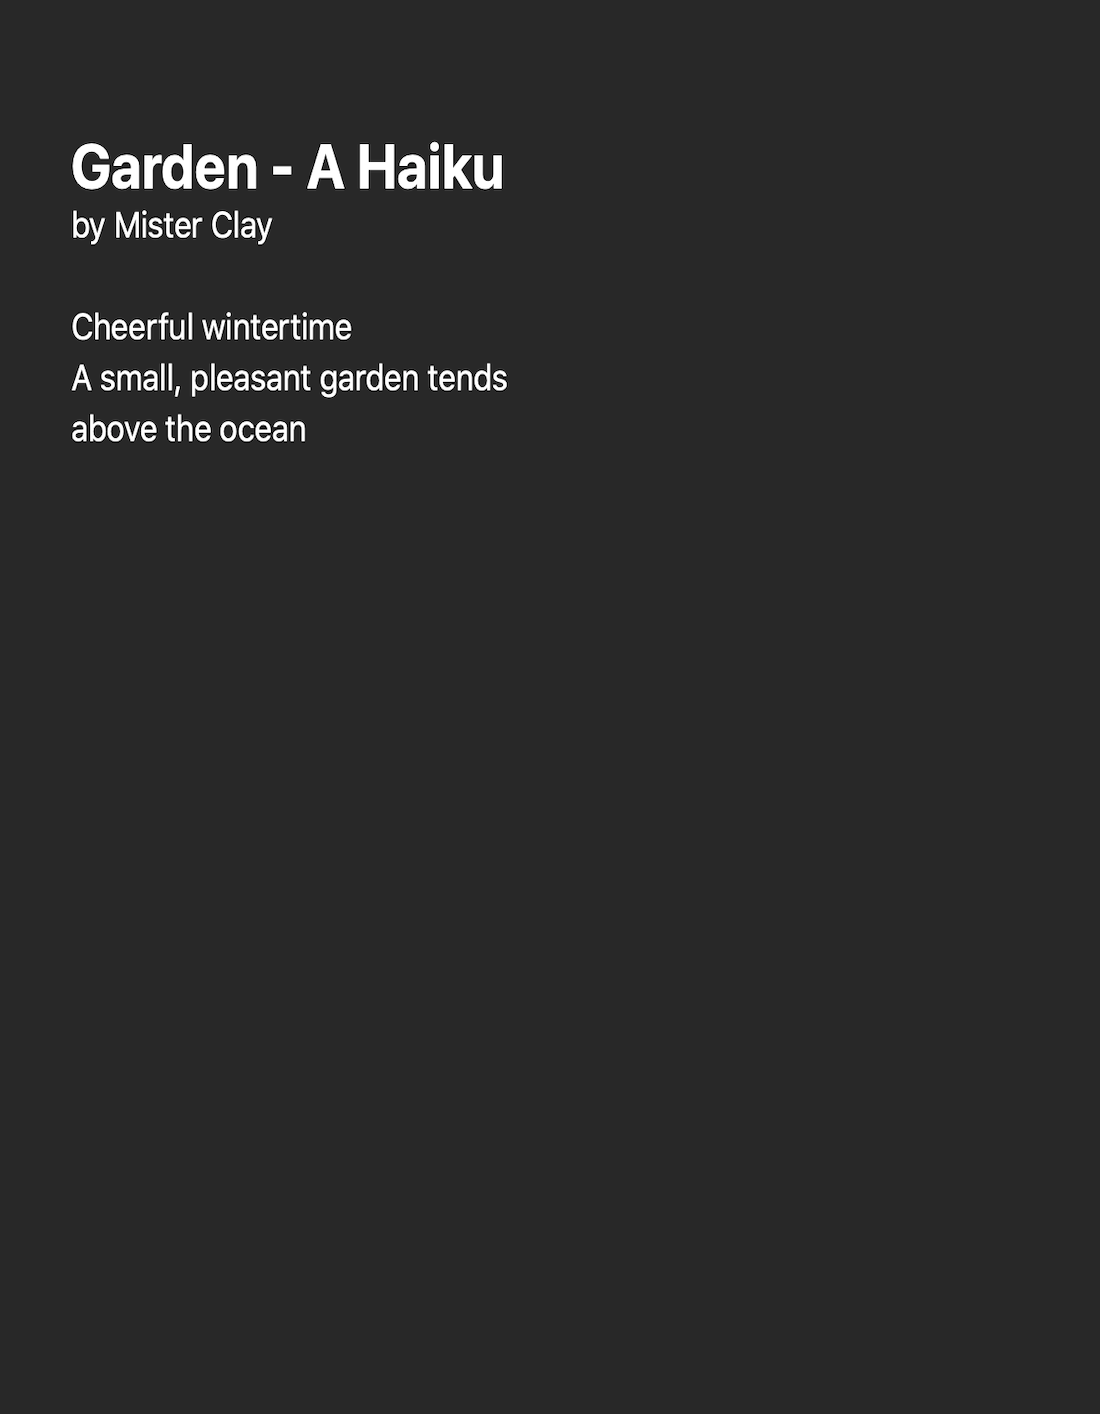 Garden - A Haiku
by Mister Clay
Cheerful wintertime
A small, pleasant garden tends
above the ocean